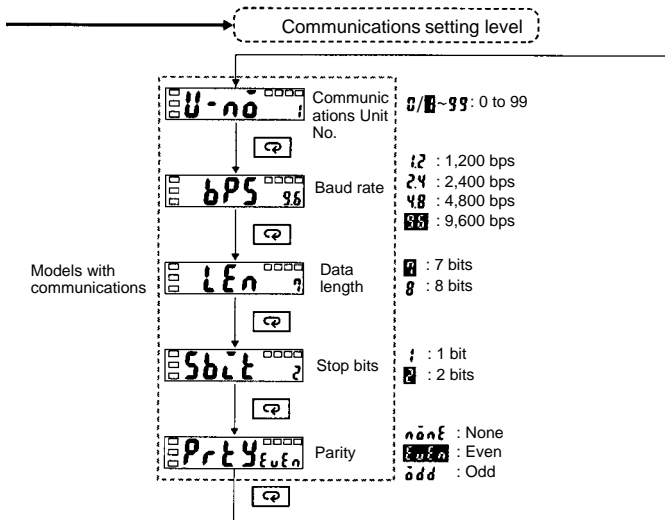 Communications setting level
U-no 1
Communic
ations Unit
No.
0/1~99: 0 to 99
bPS 9.6
Baud rate
1.2 : 1,200 bps
2.4 : 2,400 bps
4.8 : 4,800 bps
9.6 : 9,600 bps
Models with
communications
LEn 7
Data
length
7 : 7 bits
8 : 8 bits
Sbit 2
Stop bits
1 : 1 bit
2 : 2 bits
PrtY EvEn
Parity
nonE : None
EvEn : Even
odd : Odd